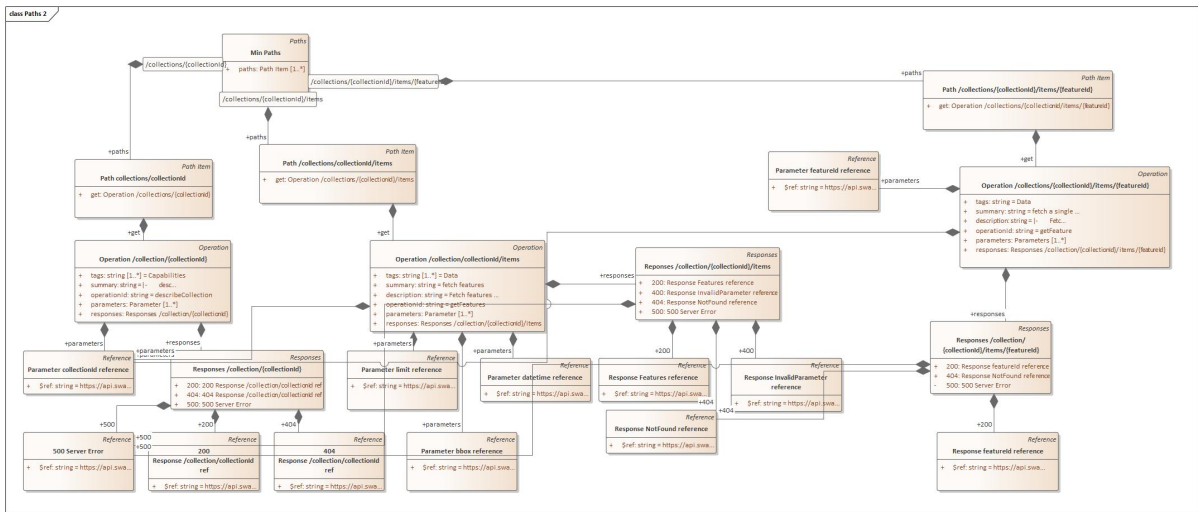 class Paths 2
Paths
Min Paths
+ paths: Path Item [1..*]
/collections/{collectionId}
/collections/{collectionId}/items/{feature
/collections/{collectionId}/items
+paths
+paths
+paths
Path Item
Path collections/collectionId
+ get: Operation /collections/{collectionId}
Path Item
Path /collections/collectionId/items
+ get: Operation /collections/{collectionId}/items
Path Item
Path /collections/{collectionId}/items/{featureId}
+ get: Operation /collections/{collectionId}/items/{featureId}
+get
+get
+get
Reference
Parameter featureId reference
+ $ref: string = https://api.swa...
+parameters
Operation
Operation /collections/{collectionId}/items/{featureId}
+ tags: string = Data
+ summary: string = fetch a single ...
+ description: string = |- Fetc...
+ operationId: string = getFeature
+ parameters: Parameters [1..*]
+ responses: Responses /collection/{collectionId}/items/{featureId}
Operation
Operation /collection/{collectionId}
+ tags: string [1..*] = Capabilities
+ summary: string = |- desc...
+ operationId: string = describeCollection
+ parameters: Parameter [1..*]
+ responses: Responses /collection/{collectionId}
Operation
Operation /collection/{collectionId}/items
+ tags: string [1..*] = Data
+ summary: string = fetch features
+ description: string = Fetch features ...
+ operationId: string = getFeatures
+ parameters: Parameter [1..*]
+ responses: Responses /collection/{collectionId}/items
+responses
Responses
Reponses /collection/{collectionId}/items
+ 200: Response Features reference
+ 400: Response InvalidParameter reference
+ 404: Response NotFound reference
+ 500: 500 Server Error
+parameters
+responses
+parameters
+parameters
+parameters
+parameters
+200
+400
+responses
Reference
Parameter collectionId reference
+ $ref: string = https://api.swa...
Responses
Responses /collection/{collectionId}
+ 200: 200 Response /collection/collectionId ref
+ 404: 404 Response /collection/collectionId ref
+ 500: 500 Server Error
Reference
Parameter limit reference
+ $ref: string = https://api.swa...
Reference
Parameter datetime reference
+ $ref: string = https://api.swa...
Reference
Response Features reference
+ $ref: string = https://api.swa...
Reference
Response InvalidParameter
reference
+ $ref: string = https://api.swa...
Responses
Responses /collection/
{collectionId}/items/{featureId}
+ 200: Response featureId reference
+ 404: Response NotFound reference
- 500: 500 Server Error
+404
+404
+500
+200
+404
+parameters
+200
+500
+500
Reference
500 Server Error
+ $ref: string = https://api.swa...
Reference
200
Response /collection/collectionId
ref
+ $ref: string = https://api.swa...
Reference
404
Response /collection/collectionId
ref
+ $ref: string = https://api.swa...
Reference
Parameter bbox reference
+ $ref: string = https://api.swa...
Reference
Response NotFound reference
+ $ref: string = https://api.swa...
Reference
Response featureId reference
+ $ref: string = https://api.swa...